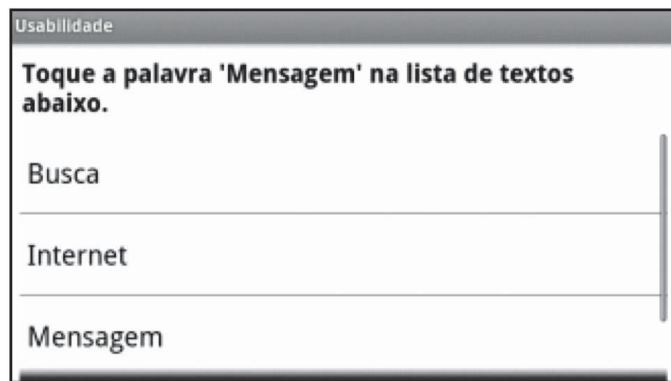 Usabilidade
Toque a palavra 'Mensagem' na lista de textos
abaixo.
Busca
Internet
Mensagem